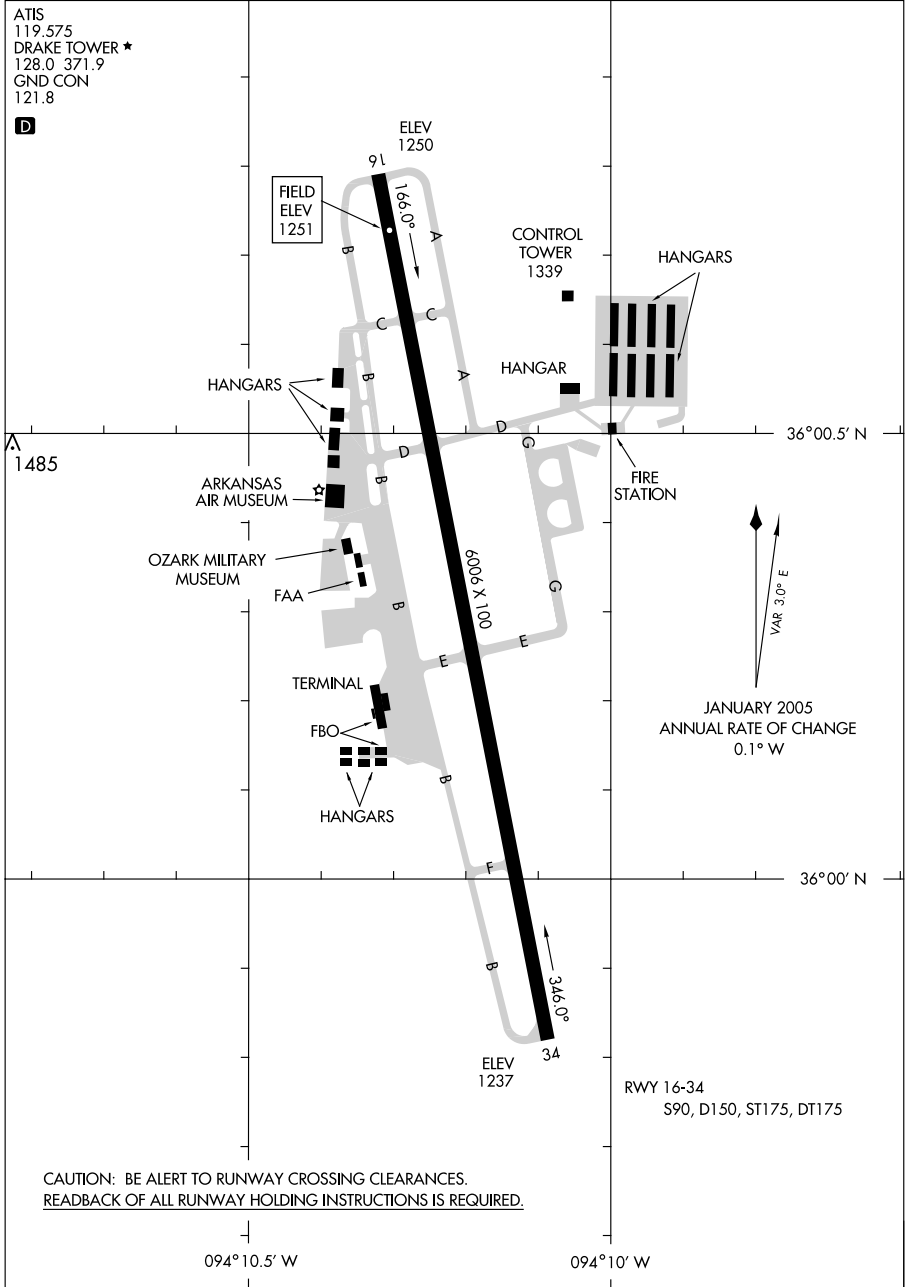 ATIS
119.575
DRAKE TOWER
128.0 371.9
GND CON
121.8
D
ELEV
1250
16
FIELD
ELEV
1251
166.0°
A
B
CONTROL
TOWER
1339
HANGARS
C
C
HANGARS
B
A
HANGAR
D
D
G
36°00.5' N
1485
ARKANSAS
AIR MUSEUM
B
FIRE
STATION
OZARK MILITARY
MUSEUM
FAA
6006 X 100
B
G
VAR 3.0° E
E
E
TERMINAL
FBO
JANUARY 2005
ANNUAL RATE OF CHANGE
0.1° W
B
HANGARS
F
36°00' N
B
346.0°
34
ELEV
1237
RWY 16-34
S90, D150, ST175, DT175
CAUTION: BE ALERT TO RUNWAY CROSSING CLEARANCES.
READBACK OF ALL RUNWAY HOLDING INSTRUCTIONS IS REQUIRED.
094°10.5' W
094°10' W